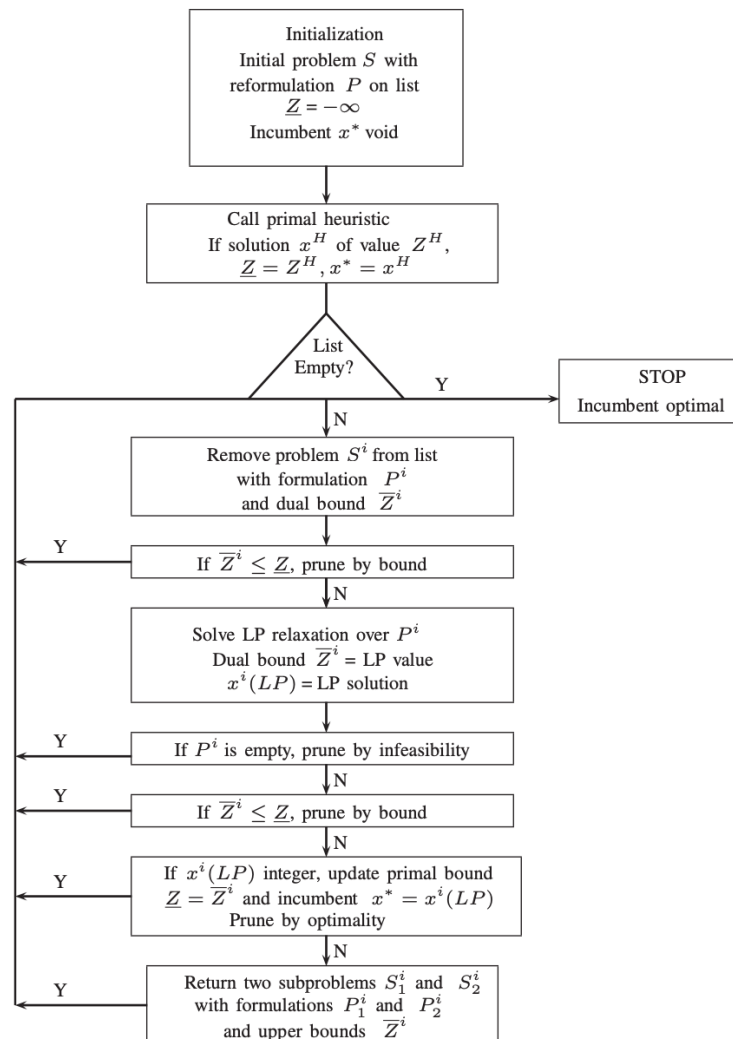 Initialization
Initial problem S with
reformulation P on list
Z̲ = −∞
Incumbent x* void
Call primal heuristic
If solution x^H of value Z^H,
Z̲ = Z^H, x* = x^H
List
Empty?
Y
STOP
Incumbent optimal
N
Remove problem S^i from list
with formulation P^i
and dual bound Z̅^i
Y
If Z̅^i ≤ Z̲, prune by bound
N
Solve LP relaxation over P^i
Dual bound Z̅^i = LP value
x^i(LP) = LP solution
Y
If P^i is empty, prune by infeasibility
N
Y
If Z̅^i ≤ Z̲, prune by bound
N
If x^i(LP) integer, update primal bound
Y
Z̲ = Z̅^i and incumbent x* = x^i(LP)
Prune by optimality
N
Return two subproblems S_1^i and S_2^i
Y
with formulations P_1^i and P_2^i
and upper bounds Z̅^i